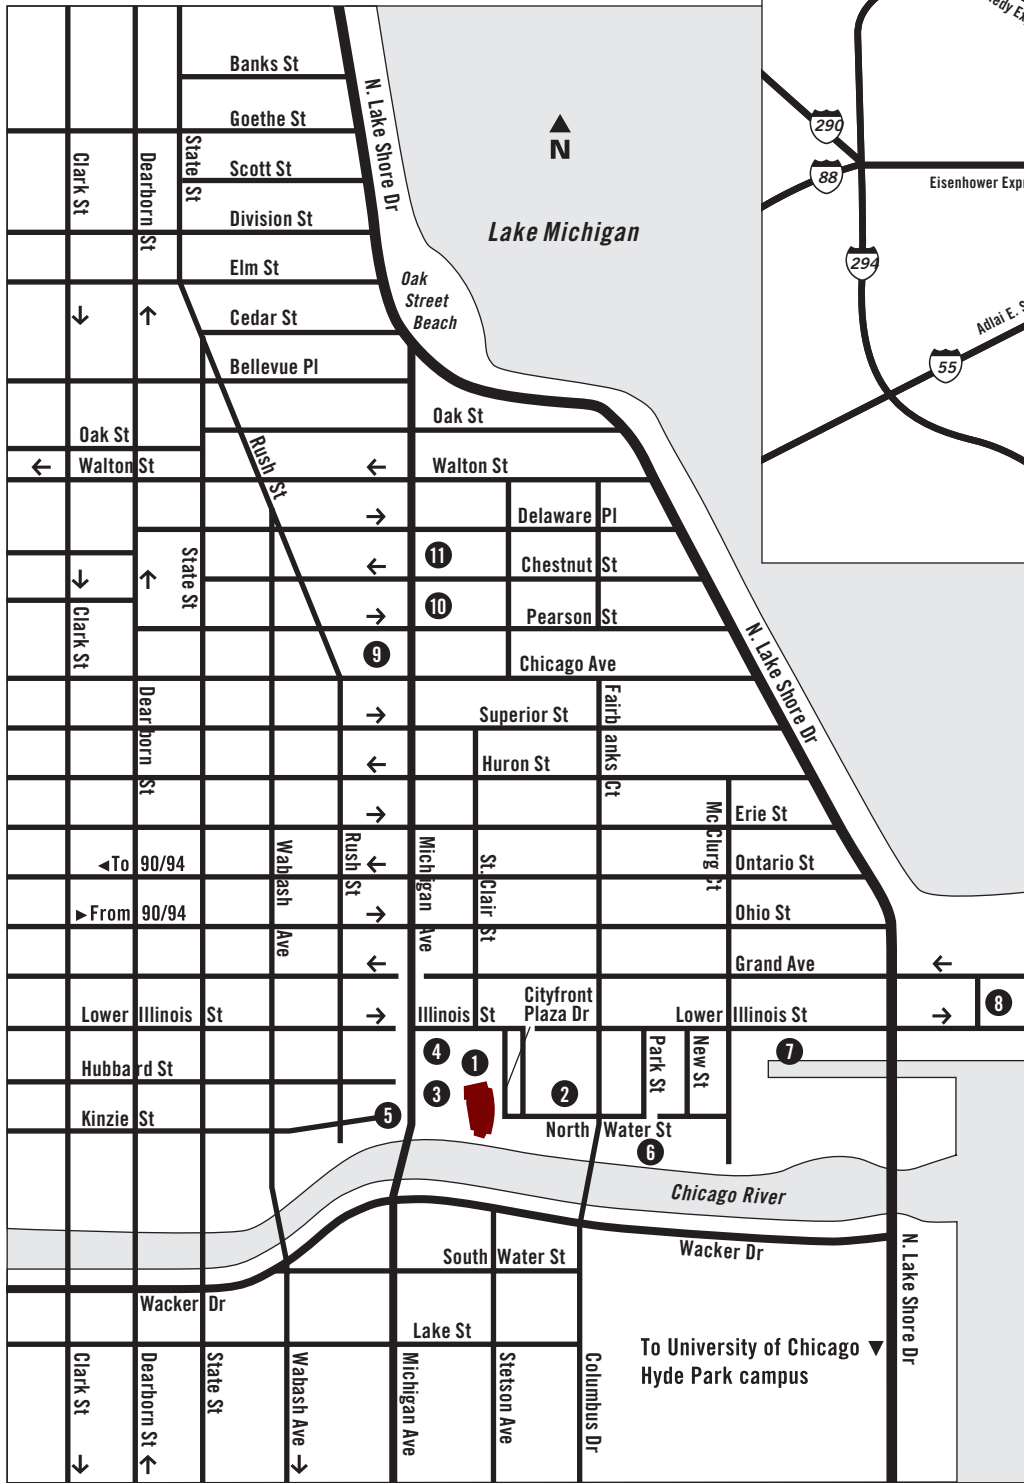 Banks St
Goethe St
Scott St
Division St
Elm St
Cedar St
Bellevue Pl
Oak St
Walton St
Clark St
Dearborn St
State St
N. Lake Shore Dr
N
Lake Michigan
Oak
Street
Beach
290
88
Eisenhower
294
Adlai E.
55
Oak St
Walton St
Rush St
Delaware Pl
11
Chestnut St
State St
10
Pearson St
Clark St
9
Chicago Ave
N. Lake Shore Dr
Dearborn St
Superior St
Fairbanks Ct
Huron St
Mc Clurg Ct
Erie St
To 90/94
Wabash Ave
Rush St
Michigan Ave
St. Clair St
Ontario St
From 90/94
Ohio St
Grand Ave
Cityfront
Plaza Dr
8
Lower Illinois St
Illinois St
Lower Illinois St
4
1
Park St
New St
7
Hubbard St
3
2
Kinzie St
5
North Water St
6
Chicago River
South Water St
Wacker Dr
Wacker Dr
N. Lake Shore Dr
Lake St
To University of Chicago
Hyde Park campus
Clark St
Dearborn St
State St
Wabash Ave
Michigan Ave
Stetson Ave
Columbus Dr